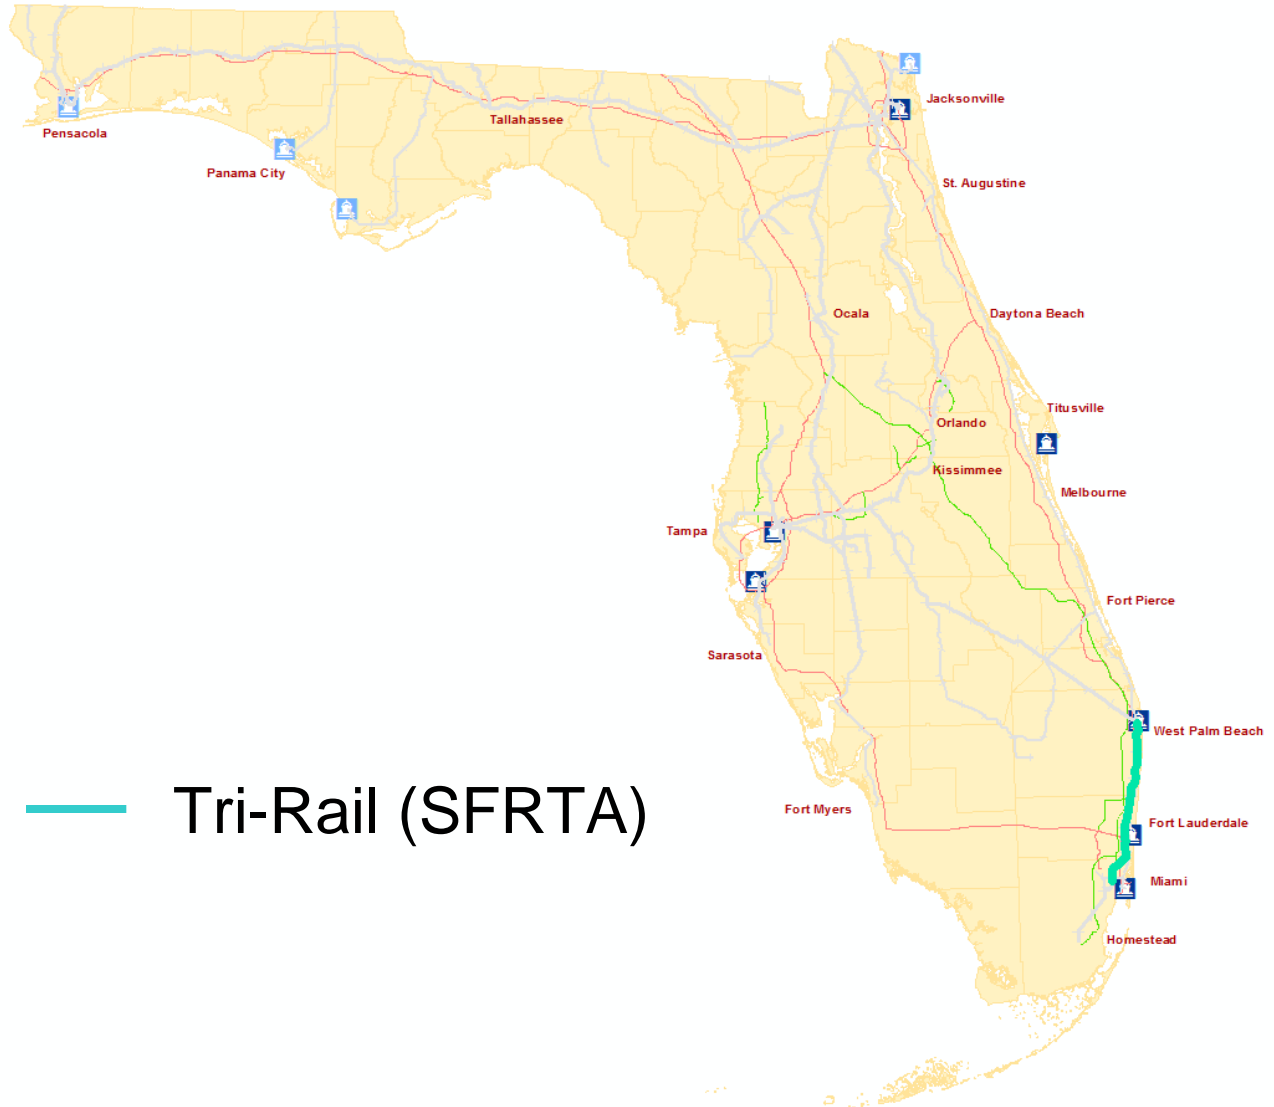 Jacksonville
Tallahassee
Pensacola
Panama City
St. Augustine
Ocala
Daytona Beach
Titusville
Orlando
Kissimmee
Melbourne
Tampa
Fort Pierce
Sarasota
West Palm Beach
Tri-Rail (SFRTA)
Fort Myers
Fort Lauderdale
Miami
Homestead